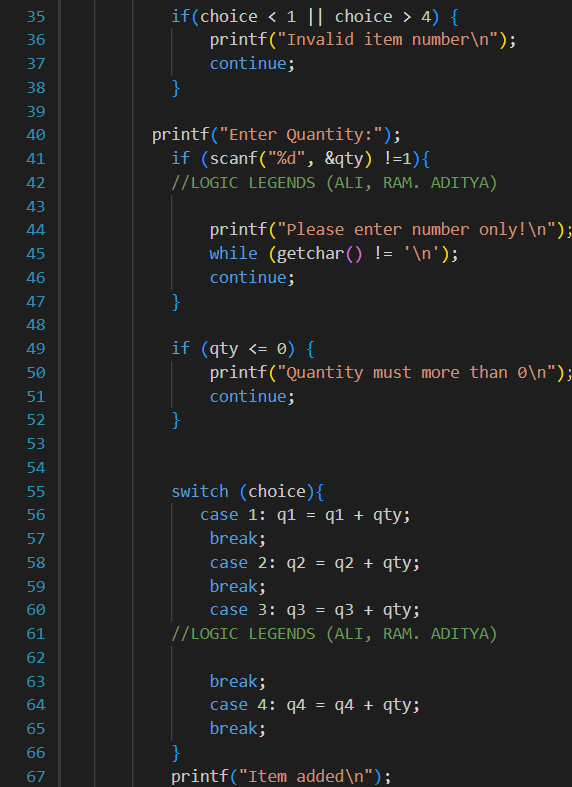 35 if(choice < 1 || choice > 4) {
36 printf("Invalid item number\n");
37 continue;
38 }
39
40 printf("Enter Quantity:");
41 if (scanf("%d", &qty) !=1){
42 //LOGIC LEGENDS (ALI, RAM. ADITYA)
43
44 printf("Please enter number only!\n");
45 while (getchar() != '\n');
46 continue;
47 }
48
49 if (qty <= 0) {
50 printf("Quantity must more than 0\n");
51 continue;
52 }
53
54
55 switch (choice){
56 case 1: q1 = q1 + qty;
57 break;
58 case 2: q2 = q2 + qty;
59 break;
60 case 3: q3 = q3 + qty;
61 //LOGIC LEGENDS (ALI, RAM. ADITYA)
62
63 break;
64 case 4: q4 = q4 + qty;
65 break;
66 }
67 printf("Item added\n");